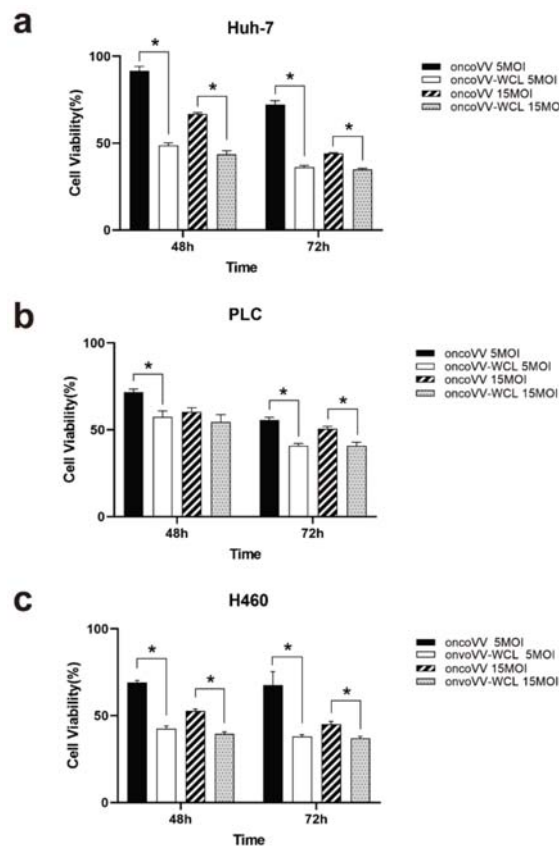 a
Huh-7
Cell Viability(%)
100
50
0
* * * *
48h 72h
Time
oncoVV 5MOI
oncoVV-WCL 5MOI
oncoVV 15MOI
oncoVV-WCL 15MOI
b
PLC
Cell Viability(%)
100
50
0
* * *
48h 72h
Time
oncoVV 5MOI
oncoVV-WCL 5MOI
oncoVV 15MOI
oncoVV-WCL 15MOI
c
H460
Cell Viability(%)
100
50
0
* * * *
48h 72h
Time
oncoVV 5MOI
onvoVV-WCL 5MOI
oncoVV 15MOI
onvoVV-WCL 15MOI